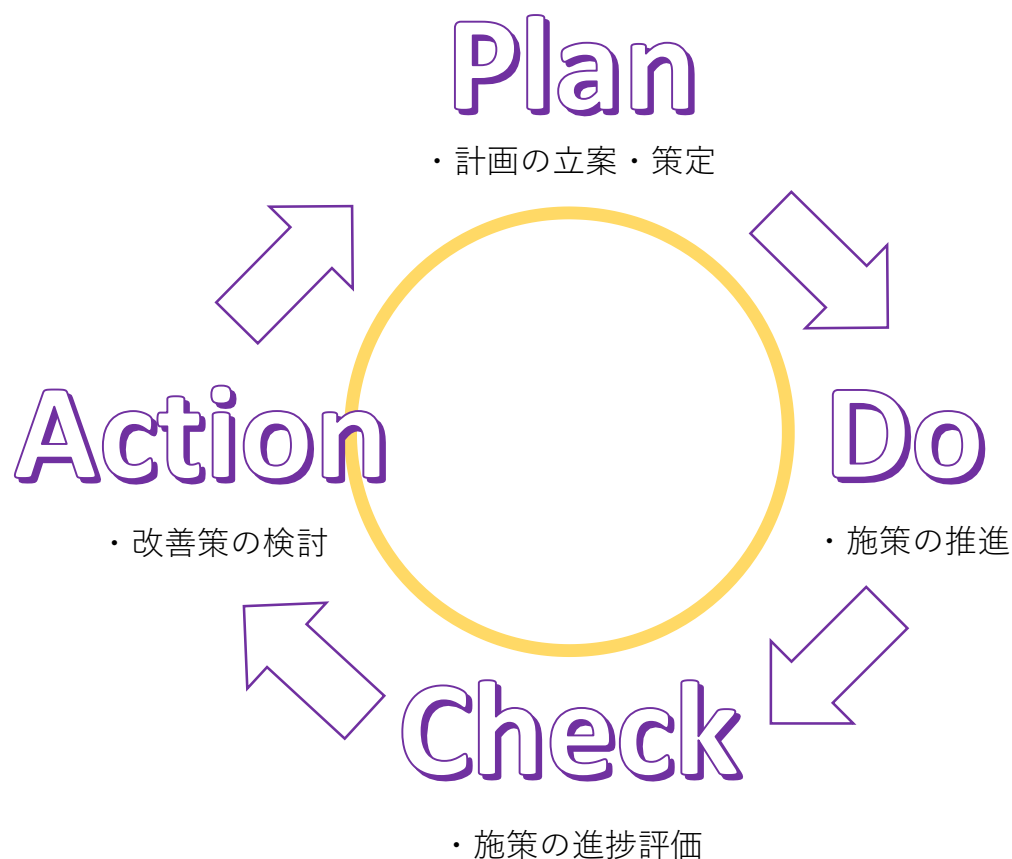 Plan
・計画の立案・策定
Do
・施策の推進
Check
・施策の進捗評価
Action
・改善策の検討